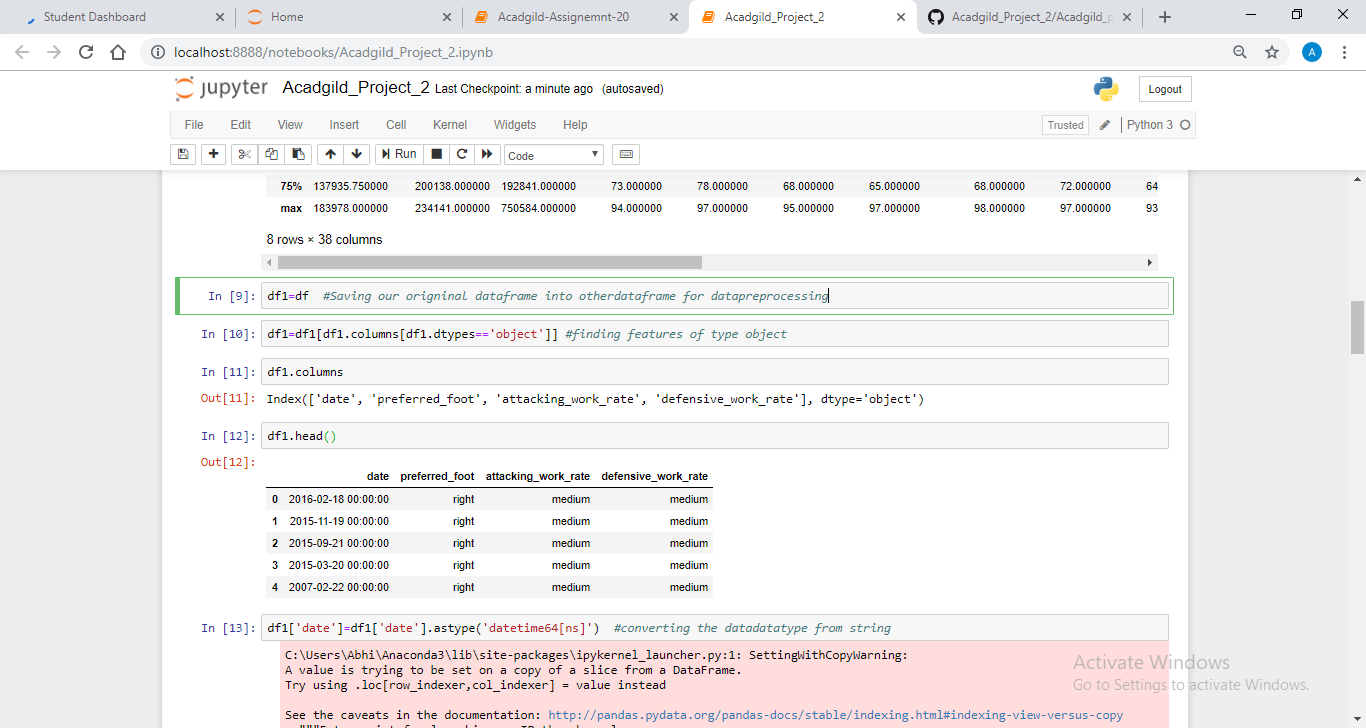 Student Dashboard Home Acadgild-Assignemnt-20 Acadgild_Project_2 Acadgild_Project_2/Acadgild_p
localhost:8888/notebooks/Acadgild_Project_2.ipynb A
jupyter Acadgild_Project_2 Last Checkpoint: a minute ago (autosaved) Logout
File Edit View Insert Cell Kernel Widgets Help Trusted Python 3
Run Code
75% 137935.750000 200138.000000 192841.000000 73.000000 78.000000 68.000000 65.000000 68.000000 72.000000 64
max 183978.000000 234141.000000 750584.000000 94.000000 97.000000 95.000000 97.000000 98.000000 97.000000 93
8 rows × 38 columns
In [9]: df1=df #Saving our origninal dataframe into otherdataframe for datapreprocessing
In [10]: df1=df1[df1.columns[df1.dtypes=='object']] #finding features of type object
In [11]: df1.columns
Out[11]: Index(['date', 'preferred_foot', 'attacking_work_rate', 'defensive_work_rate'], dtype='object')
In [12]: df1.head()
Out[12]:
date preferred_foot attacking_work_rate defensive_work_rate
0 2016-02-18 00:00:00 right medium medium
1 2015-11-19 00:00:00 right medium medium
2 2015-09-21 00:00:00 right medium medium
3 2015-03-20 00:00:00 right medium medium
4 2007-02-22 00:00:00 right medium medium
In [13]: df1['date']=df1['date'].astype('datetime64[ns]') #converting the datadatatype from string
C:\Users\Abhi\Anaconda3\lib\site-packages\ipykernel_launcher.py:1: SettingWithCopyWarning:
A value is trying to be set on a copy of a slice from a DataFrame.
Try using .loc[row_indexer,col_indexer] = value instead
See the caveats in the documentation: http://pandas.pydata.org/pandas-docs/stable/indexing.html#indexing-view-versus-copy
Activate Windows
Go to Settings to activate Windows.